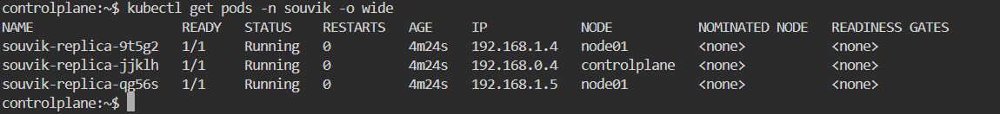 controlplane:~$ kubectl get pods -n souvik -o wide
NAME READY STATUS RESTARTS AGE IP NODE NOMINATED NODE READINESS GATES
souvik-replica-9t5g2 1/1 Running 0 4m24s 192.168.1.4 node01 <none> <none>
souvik-replica-jjklh 1/1 Running 0 4m24s 192.168.0.4 controlplane <none> <none>
souvik-replica-qg56s 1/1 Running 0 4m24s 192.168.1.5 node01 <none> <none>
controlplane:~$